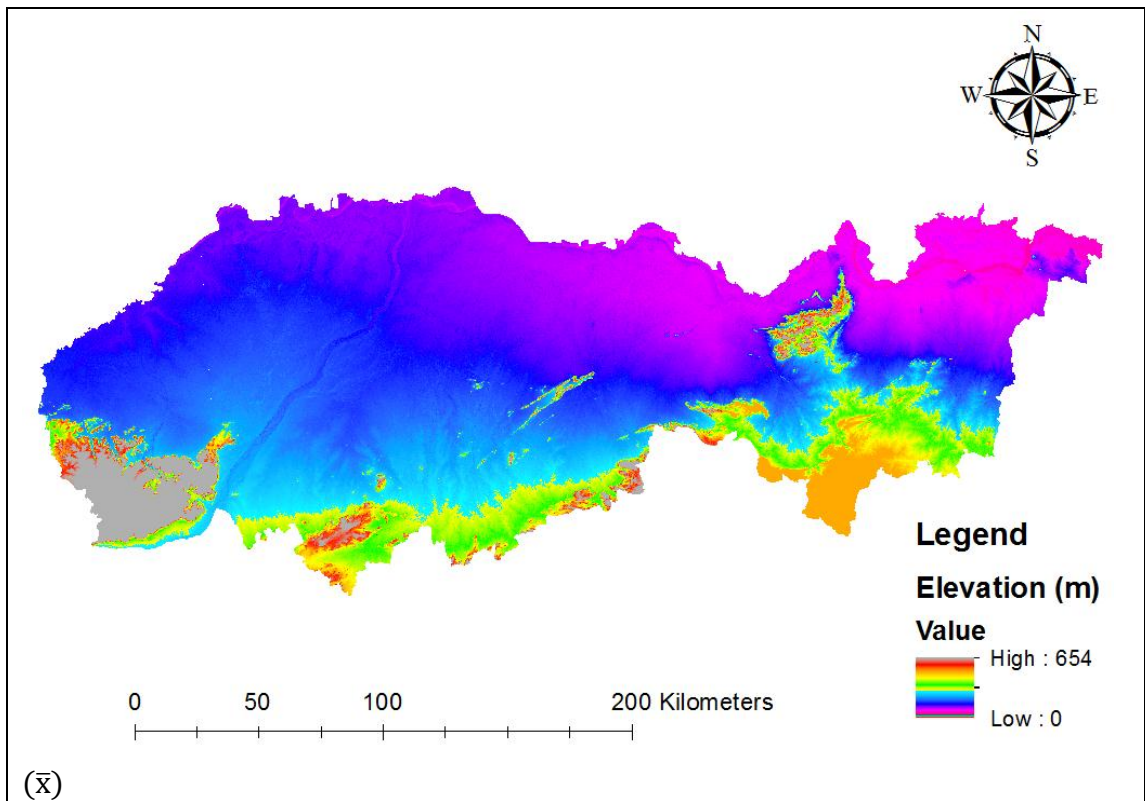 N
W E
S
Legend
Elevation (m)
Value
High : 654
Low : 0
0 50 100 200 Kilometers
(x̅)